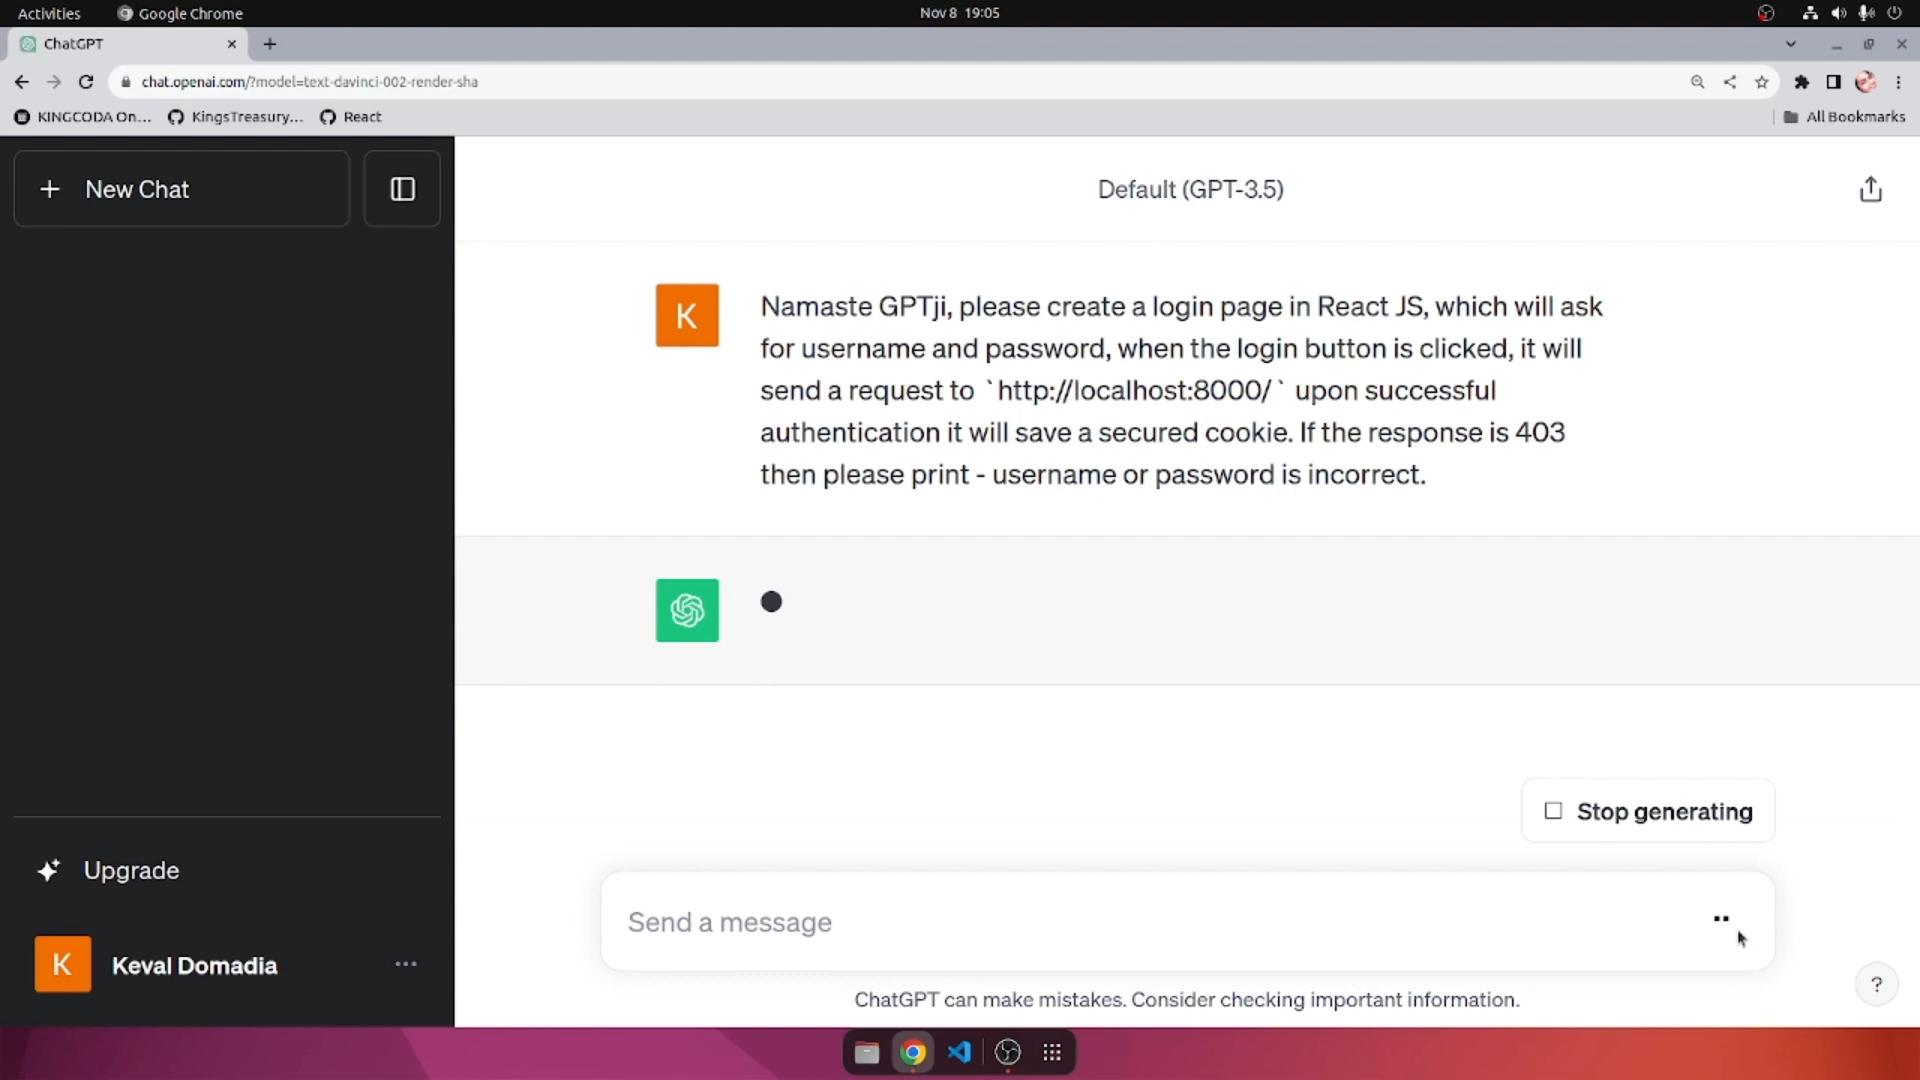 Activities
Google Chrome
Nov 8 19:05
ChatGPT
chat.openai.com/?model=text-davinci-002-render-sha
KINGCODA On...
KingsTreasury...
React
All Bookmarks
New Chat
Default (GPT-3.5)
K
Namaste GPTji, please create a login page in React JS, which will ask
for username and password, when the login button is clicked, it will
send a request to `http://localhost:8000/` upon successful
authentication it will save a secured cookie. If the response is 403
then please print - username or password is incorrect.
Stop generating
Upgrade
Send a message
K
Keval Domadia
ChatGPT can make mistakes. Consider checking important information.
?